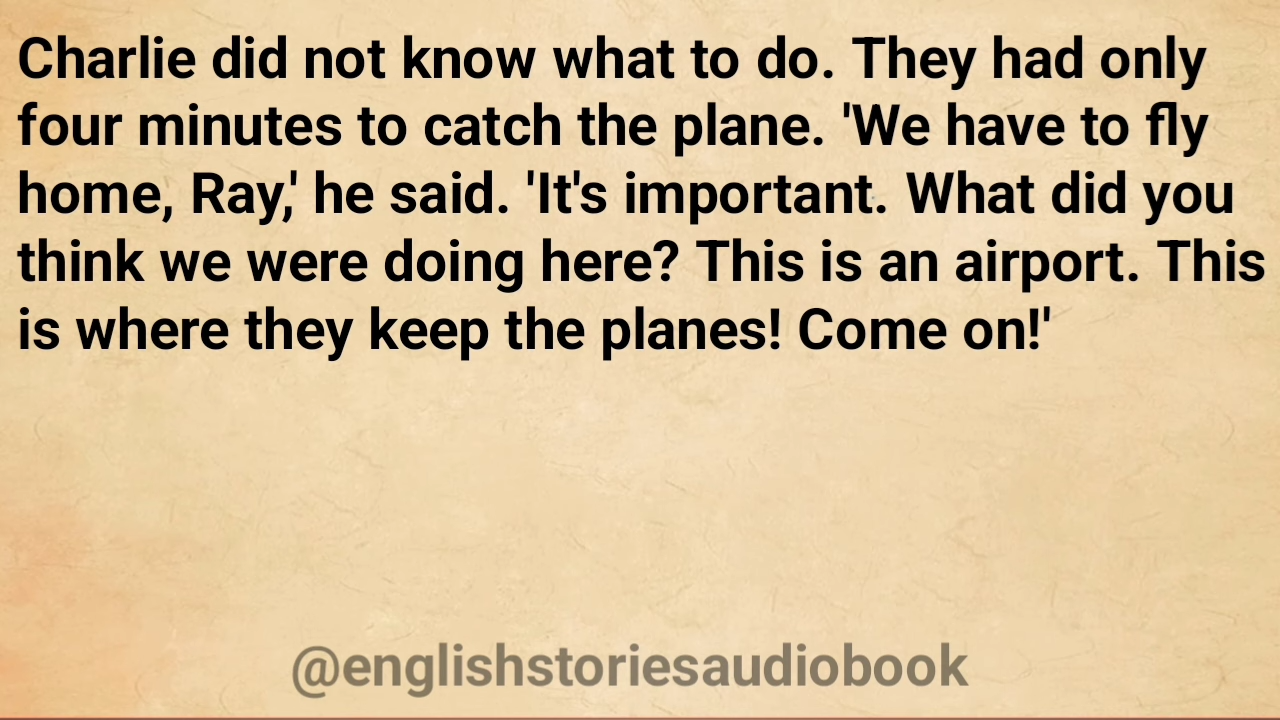 Charlie did not know what to do. They had only
four minutes to catch the plane. 'We have to fly
home, Ray,' he said. 'It's important. What did you
think we were doing here? This is an airport. This
is where they keep the planes! Come on!'
@englishstoriesaudiobook